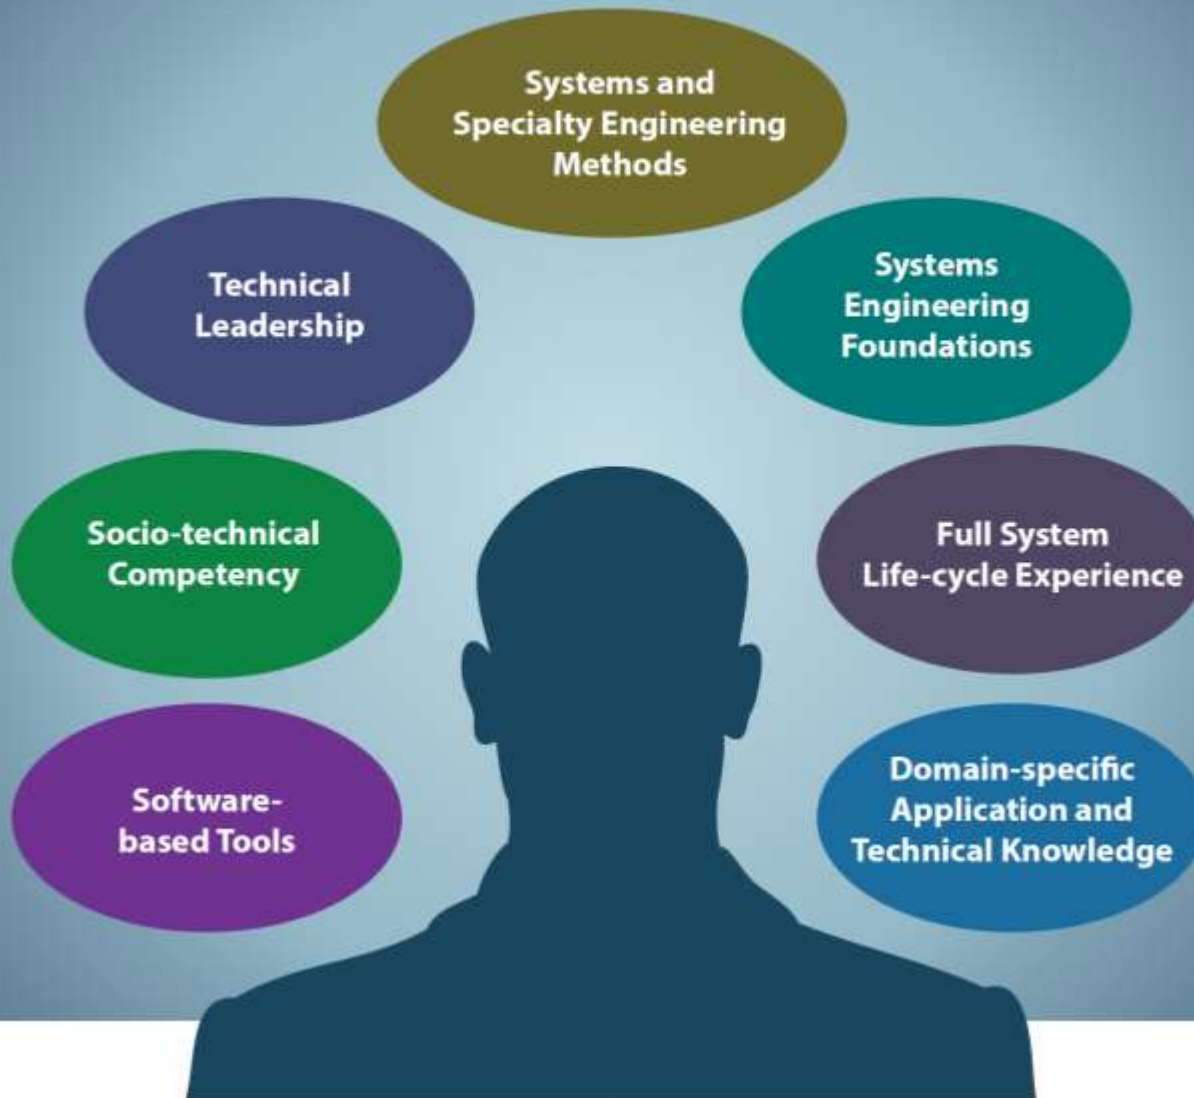 Systems and
Specialty Engineering
Methods
Technical
Leadership
Systems
Engineering
Foundations
Socio-technical
Competency
Full System
Life-cycle Experience
Software-
based Tools
Domain-specific
Application and
Technical Knowledge